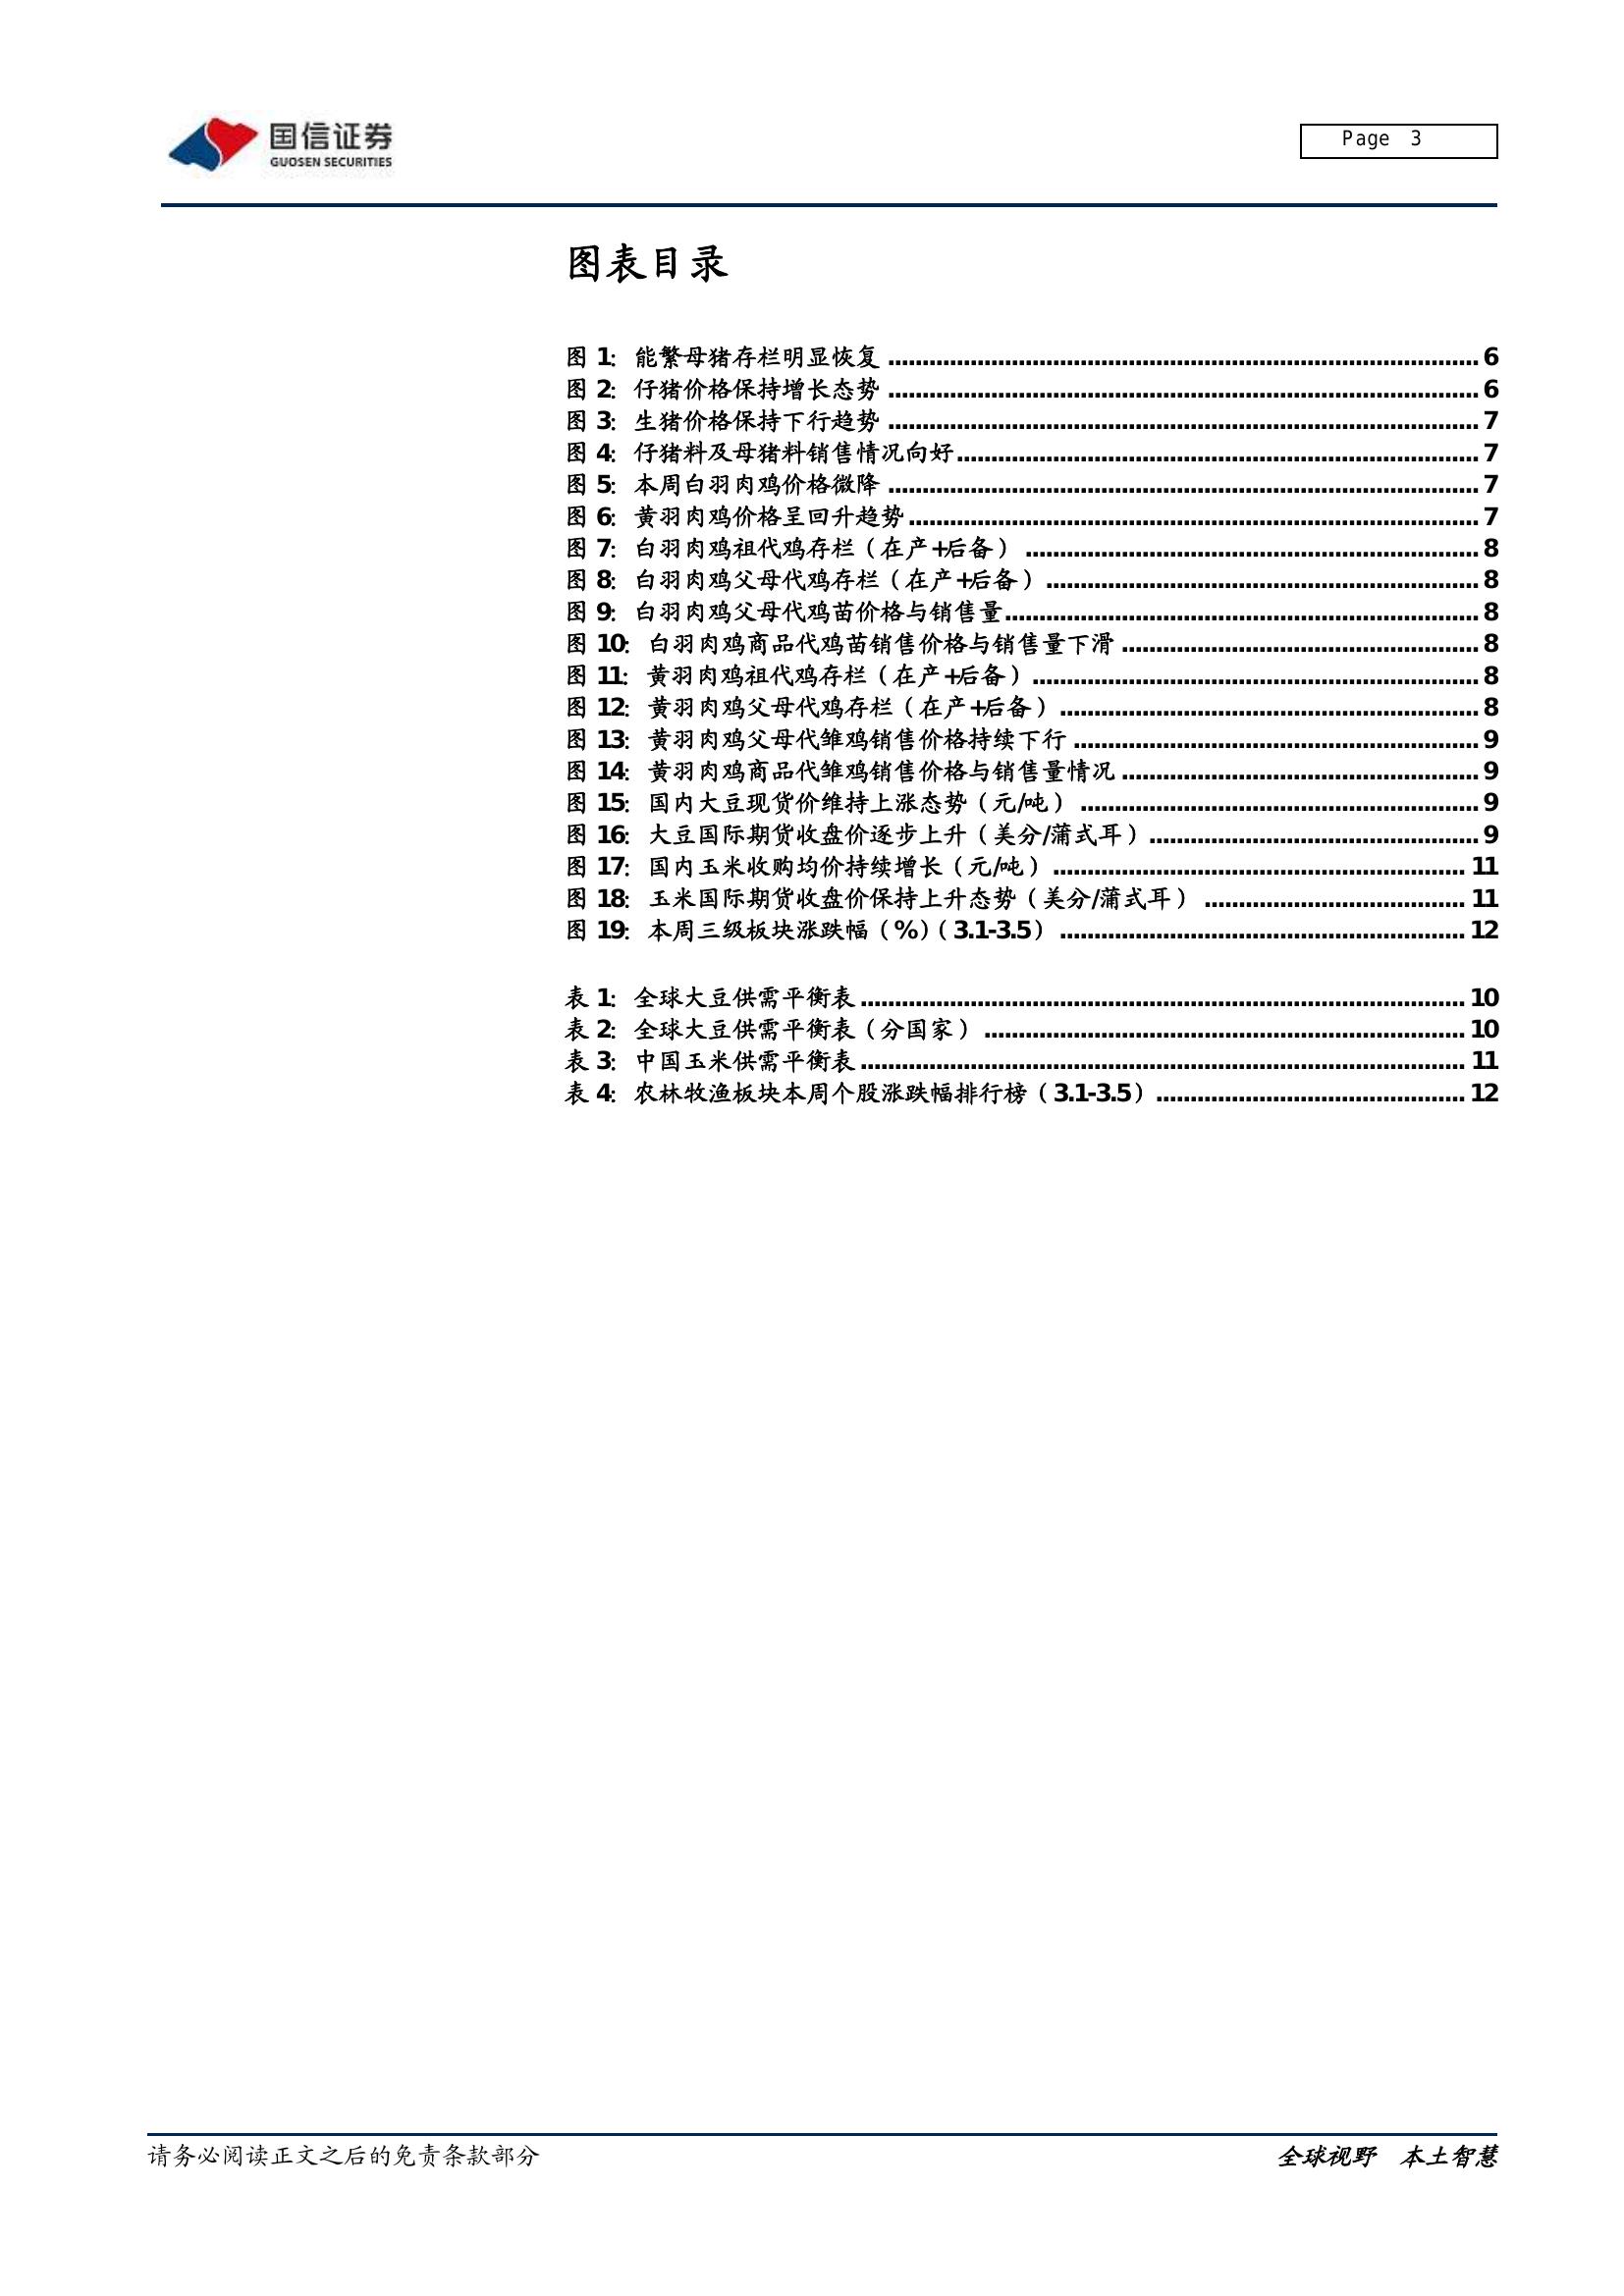 国信证券
GUOSEN SECURITIES
Page 3
图表目录
图 1：能繁母猪存栏明显恢复 ........................................ 6
图 2：仔猪价格保持增长态势 ........................................ 6
图 3：生猪价格保持下行趋势 ........................................ 7
图 4：仔猪料及母猪料销售情况向好 ........................................ 7
图 5：本周白羽肉鸡价格微降 ........................................ 7
图 6：黄羽肉鸡价格呈回升趋势 ........................................ 7
图 7：白羽肉鸡祖代鸡存栏（在产+后备） ........................................ 8
图 8：白羽肉鸡父母代鸡存栏（在产+后备） ........................................ 8
图 9：白羽肉鸡父母代鸡苗价格与销售量 ........................................ 8
图 10：白羽肉鸡商品代鸡苗销售价格与销售量下滑 ........................................ 8
图 11：黄羽肉鸡祖代鸡存栏（在产+后备） ........................................ 8
图 12：黄羽肉鸡父母代鸡存栏（在产+后备） ........................................ 8
图 13：黄羽肉鸡父母代雏鸡销售价格持续下行 ........................................ 9
图 14：黄羽肉鸡商品代雏鸡销售价格与销售量情况 ........................................ 9
图 15：国内大豆现货价维持上涨态势（元/吨） ........................................ 9
图 16：大豆国际期货收盘价逐步上升（美分/蒲式耳） ........................................ 9
图 17：国内玉米收购均价持续增长（元/吨） ........................................ 11
图 18：玉米国际期货收盘价保持上升态势（美分/蒲式耳） ........................................ 11
图 19：本周三级板块涨跌幅（%）（3.1-3.5） ........................................ 12
表 1：全球大豆供需平衡表 ........................................ 10
表 2：全球大豆供需平衡表（分国家） ........................................ 10
表 3：中国玉米供需平衡表 ........................................ 11
表 4：农林牧渔板块本周个股涨跌幅排行榜（3.1-3.5） ........................................ 12
请务必阅读正文之后的免责条款部分
全球视野 本土智慧